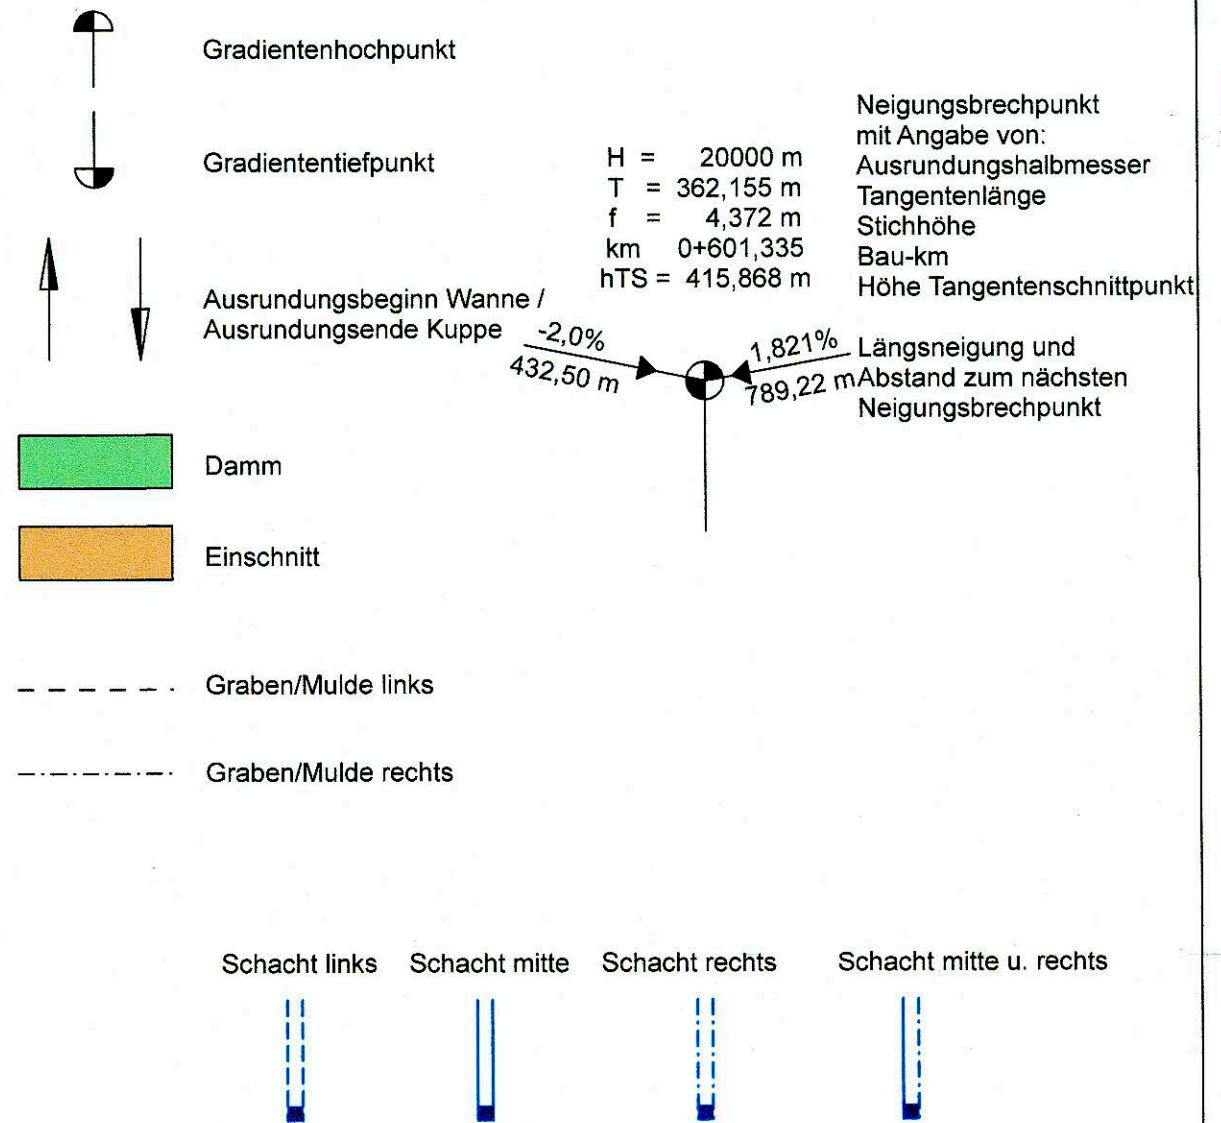 Gradientenhochpunkt
Gradiententiefpunkt
Ausrundungsbeginn Wanne /
Ausrundungsende Kuppe
H = 20000 m
T = 362,155 m
f = 4,372 m
km 0+601,335
hTS = 415,868 m
Neigungsbrechpunkt
mit Angabe von:
Ausrundungshalbmesser
Tangentenlänge
Stichhöhe
Bau-km
Höhe Tangentenschnittpunkt
-2,0%
432,50 m
1,821%
789,22 m
Längsneigung und
Abstand zum nächsten
Neigungsbrechpunkt
Damm
Einschnitt
Graben/Mulde links
Graben/Mulde rechts
Schacht links
Schacht mitte
Schacht rechts
Schacht mitte u. rechts